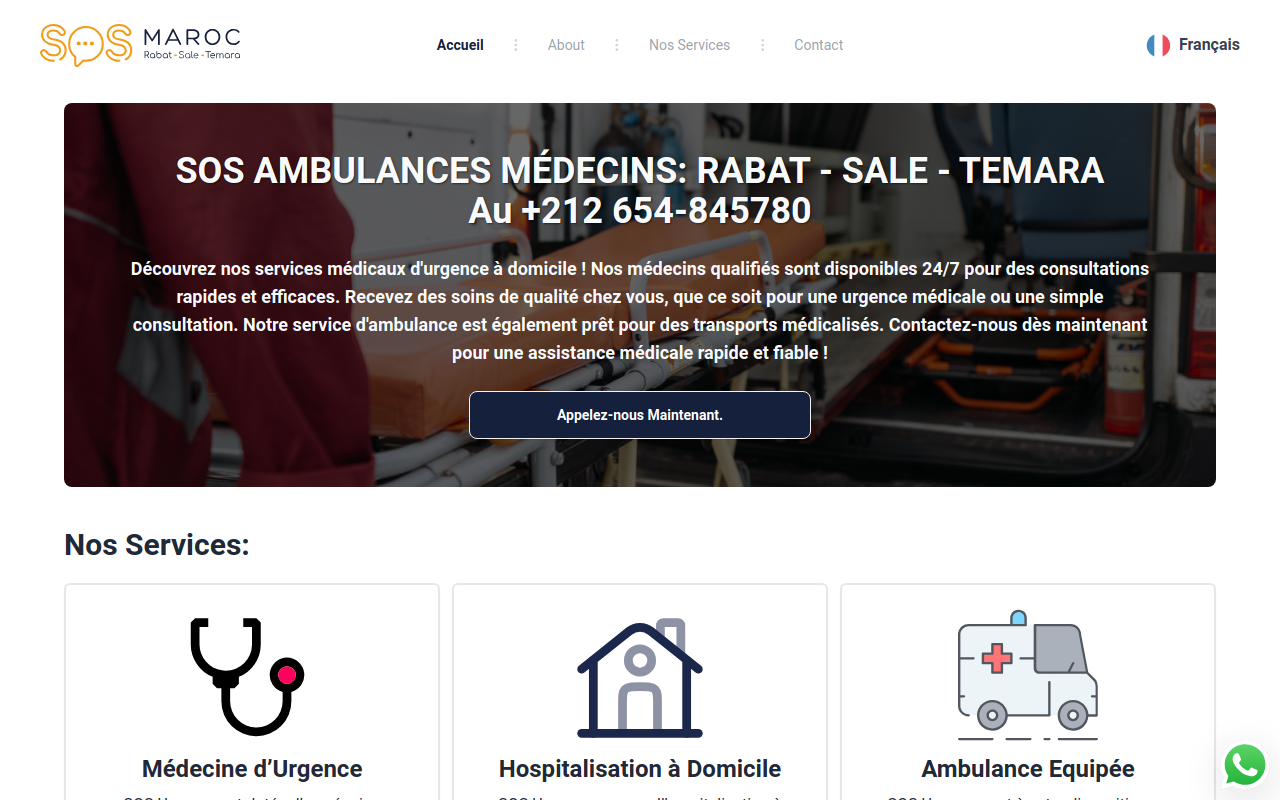 SOS MAROC
Rabat - Sale - Temara
Accueil
About
Nos Services
Contact
Français
SOS AMBULANCES MÉDECINS: RABAT - SALE - TEMARA
Au +212 654-845780
Découvrez nos services médicaux d'urgence à domicile ! Nos médecins qualifiés sont disponibles 24/7 pour des consultations
rapides et efficaces. Recevez des soins de qualité chez vous, que ce soit pour une urgence médicale ou une simple
consultation. Notre service d'ambulance est également prêt pour des transports médicalisés. Contactez-nous dès maintenant
pour une assistance médicale rapide et fiable !
Appelez-nous Maintenant.
Nos Services:
Médecine d’Urgence
Hospitalisation à Domicile
Ambulance Equipée